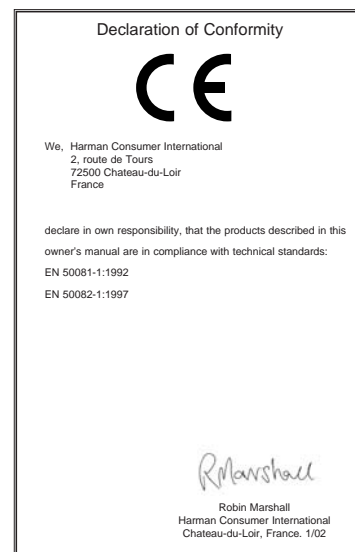 Declaration of Conformity
CE
We, Harman Consumer International
2, route de Tours
72500 Chateau-du-Loir
France
declare in own responsibility, that the products described in this
owner's manual are in compliance with technical standards:
EN 50081-1:1992
EN 50082-1:1997
RMarshall
Robin Marshall
Harman Consumer International
Chateau-du-Loir, France. 1/02